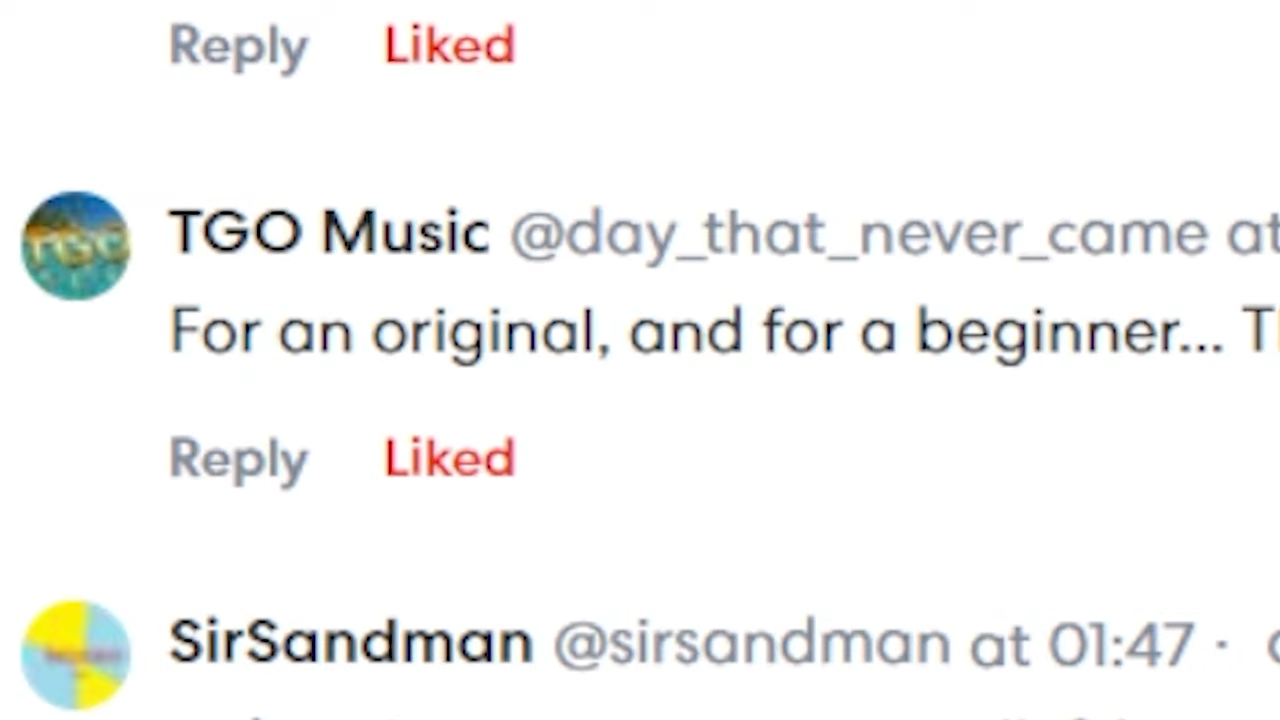 Reply Liked
TGO Music @day_that_never_came at
For an original, and for a beginner...
Reply Liked
SirSandman @sirsandman at 01:47 ·